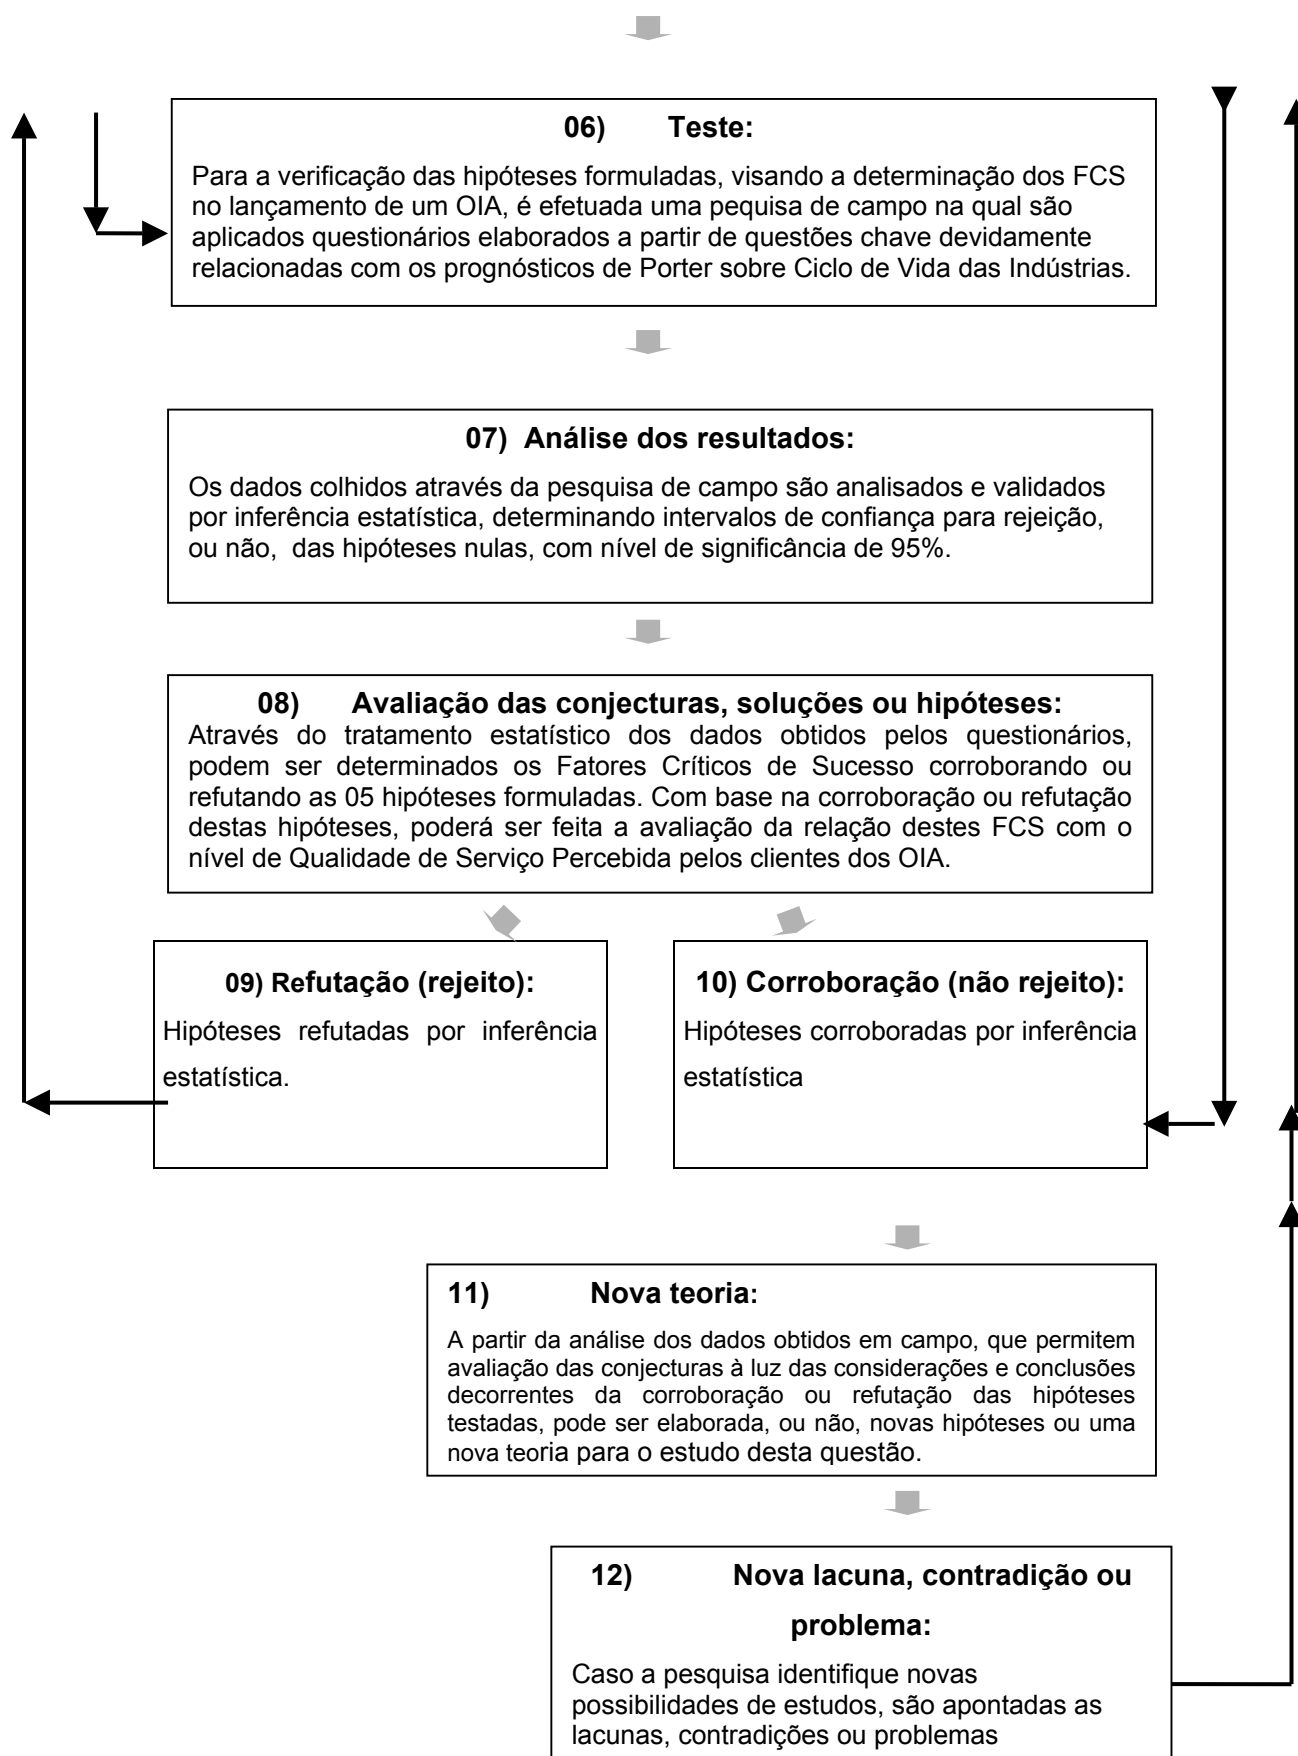 06) Teste:
Para a verificação das hipóteses formuladas, visando a determinação dos FCS
no lançamento de um OIA, é efetuada uma pequisa de campo na qual são
aplicados questionários elaborados a partir de questões chave devidamente
relacionadas com os prognósticos de Porter sobre Ciclo de Vida das Indústrias.
07) Análise dos resultados:
Os dados colhidos através da pesquisa de campo são analisados e validados
por inferência estatística, determinando intervalos de confiança para rejeição,
ou não, das hipóteses nulas, com nível de significância de 95%.
08) Avaliação das conjecturas, soluções ou hipóteses:
Através do tratamento estatístico dos dados obtidos pelos questionários,
podem ser determinados os Fatores Críticos de Sucesso corroborando ou
refutando as 05 hipóteses formuladas. Com base na corroboração ou refutação
destas hipóteses, poderá ser feita a avaliação da relação destes FCS com o
nível de Qualidade de Serviço Percebida pelos clientes dos OIA.
09) Refutação (rejeito):
Hipóteses refutadas por inferência
estatística.
10) Corroboração (não rejeito):
Hipóteses corroboradas por inferência
estatística
11) Nova teoria:
A partir da análise dos dados obtidos em campo, que permitem
avaliação das conjecturas à luz das considerações e conclusões
decorrentes da corroboração ou refutação das hipóteses
testadas, pode ser elaborada, ou não, novas hipóteses ou uma
nova teoria para o estudo desta questão.
12) Nova lacuna, contradição ou
problema:
Caso a pesquisa identifique novas
possibilidades de estudos, são apontadas as
lacunas, contradições ou problemas